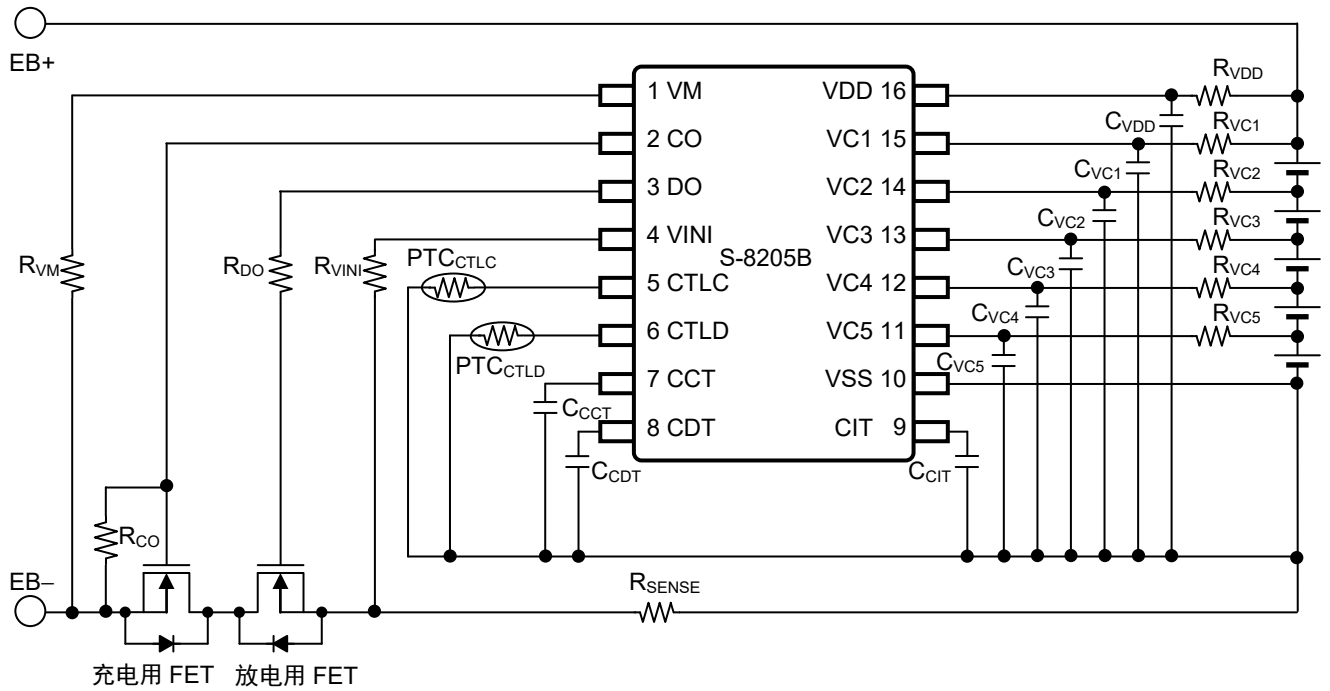 EB+
1 VM
2 CO
3 DO
4 VINI
5 CTLC
6 CTLD
7 CCT
8 CDT
S-8205B
VDD 16
VC1 15
VC2 14
VC3 13
VC4 12
VC5 11
VSS 10
CIT 9
RVDD
CVDD
RVC1
CVC1
RVC2
CVC2
RVC3
CVC3
RVC4
CVC4
RVC5
CVC5
RVM
RDO
RVINI
PTCCTLC
PTCCTLD
CCCT
CCDT
CCIT
RCO
EB–
RSENSE
充电用 FET 放电用 FET